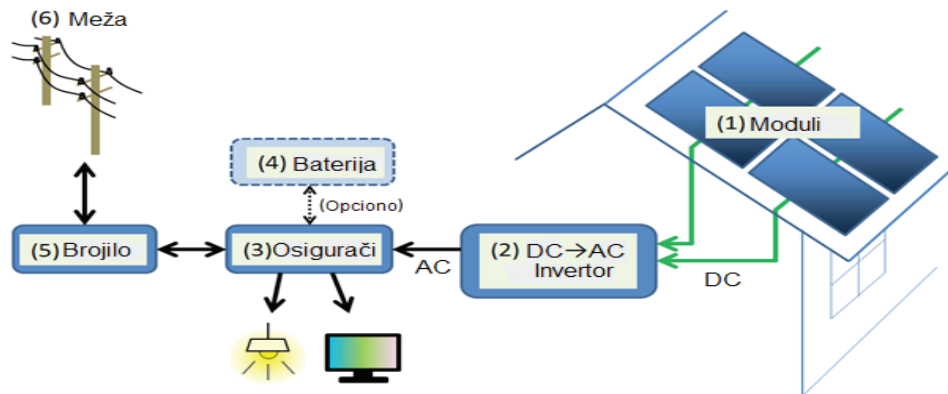 (6) Meža
(1) Moduli
(4) Baterija
(Opciono)
(5) Brojilo
(3) Osigurači
AC
(2) DC→AC
Invertor
DC